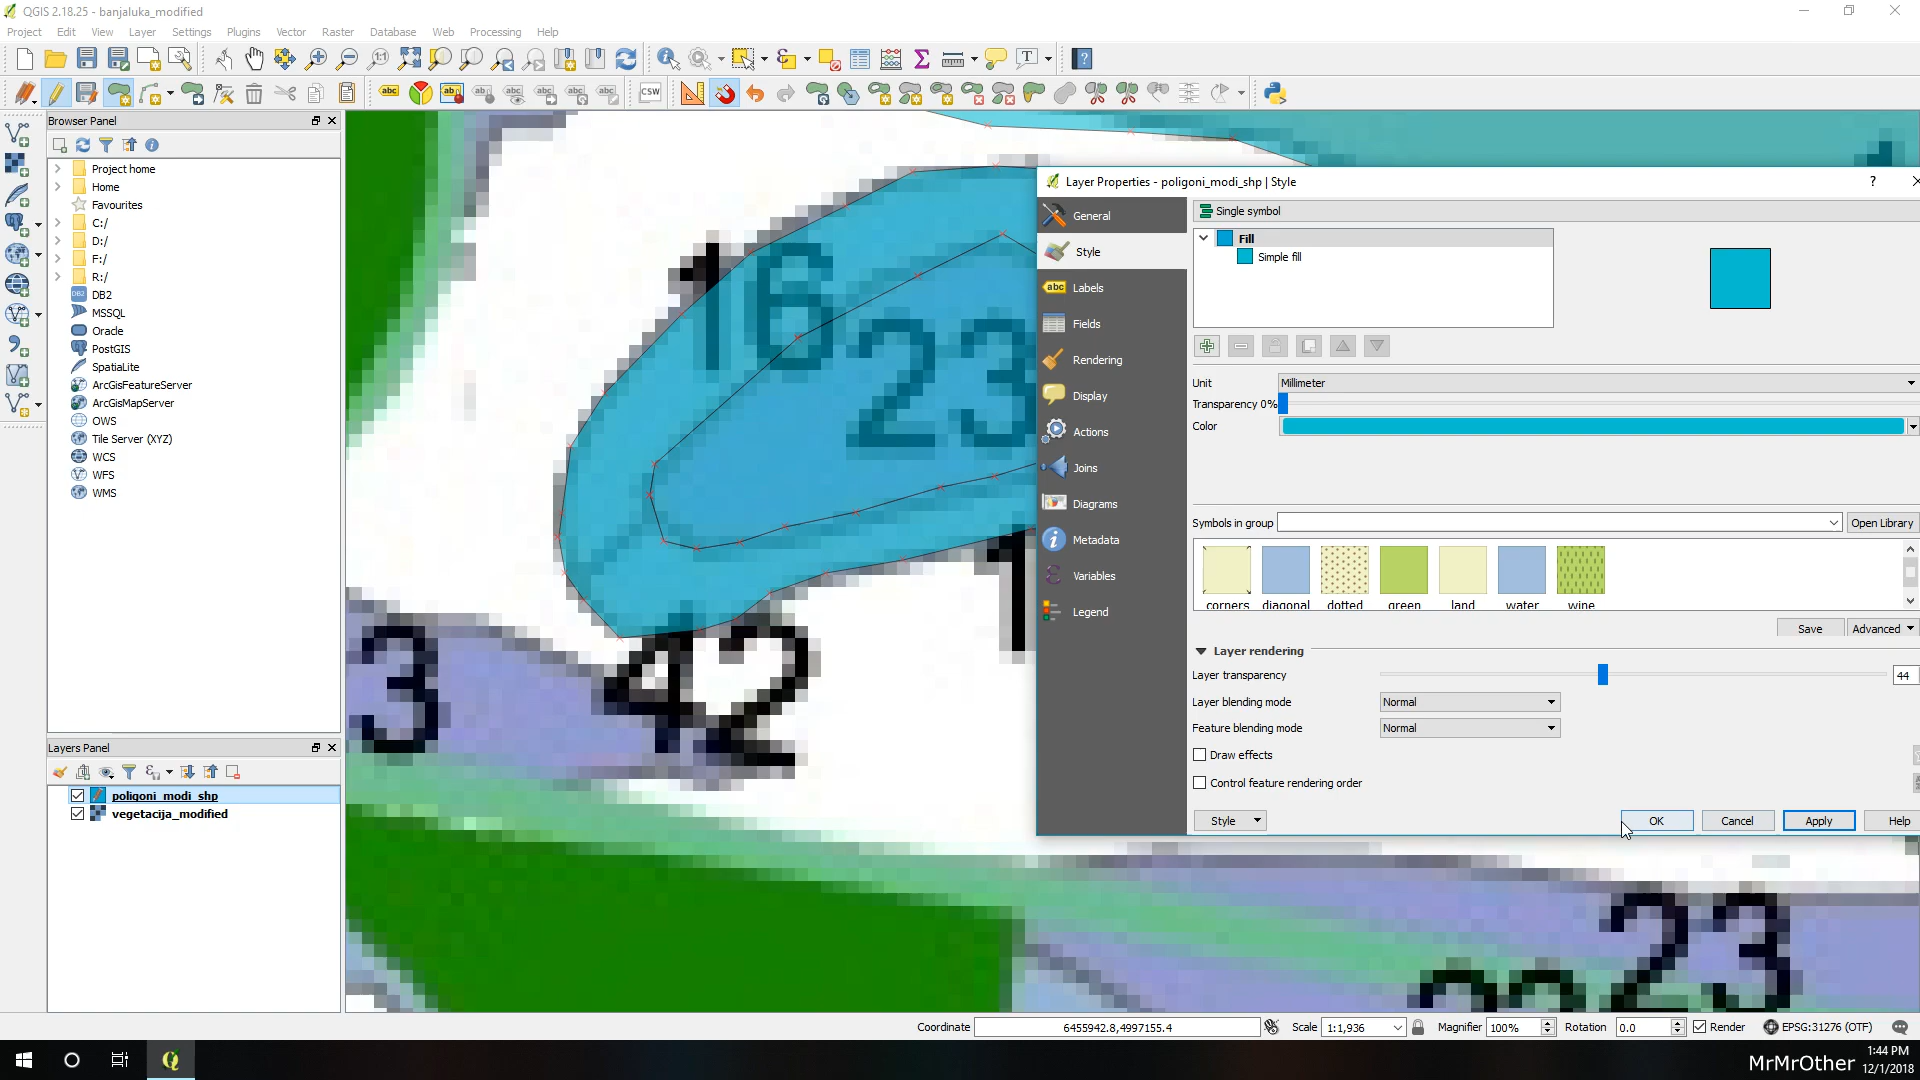 QGIS 2.18.25 - banjaluka_modified
Project Edit View Layer Settings Plugins Vector Raster Database Web Processing Help
Browser Panel
Project home
Home
Favourites
C:/
D:/
F:/
R:/
DB2
MSSQL
Oracle
PostGIS
SpatiaLite
ArcGisFeatureServer
ArcGisMapServer
OWS
Tile Server (XYZ)
WCS
WFS
WMS
Layers Panel
poligoni_modi_shp
vegetacija_modified
16
23
3
42
1
23
Layer Properties - poligoni_modi_shp | Style
General
Style
Labels
Fields
Rendering
Display
Actions
Joins
Diagrams
Metadata
Variables
Legend
Single symbol
Fill
Simple fill
Unit Millimeter
Transparency 0%
Color
Symbols in group Open Library
corners diagonal dotted green land water wine
Save Advanced
Layer rendering
Layer transparency 44
Layer blending mode Normal
Feature blending mode Normal
Draw effects
Control feature rendering order
Style OK Cancel Apply Help
Coordinate 6455942.8,4997155.4 Scale 1:1,936 Magnifier 100% Rotation 0.0 Render EPSG:31276 (OTF)
MrMrOther
1:44 PM
12/1/2018